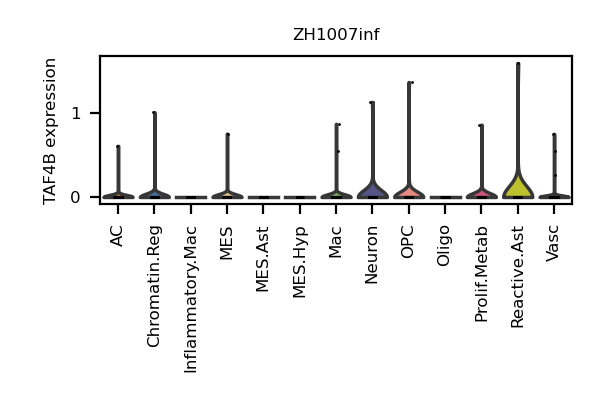 ZH1007inf
TAF4B expression
1
0
AC
Chromatin.Reg
Inflammatory.Mac
MES
MES.Ast
MES.Hyp
Mac
Neuron
OPC
Oligo
Prolif.Metab
Reactive.Ast
Vasc